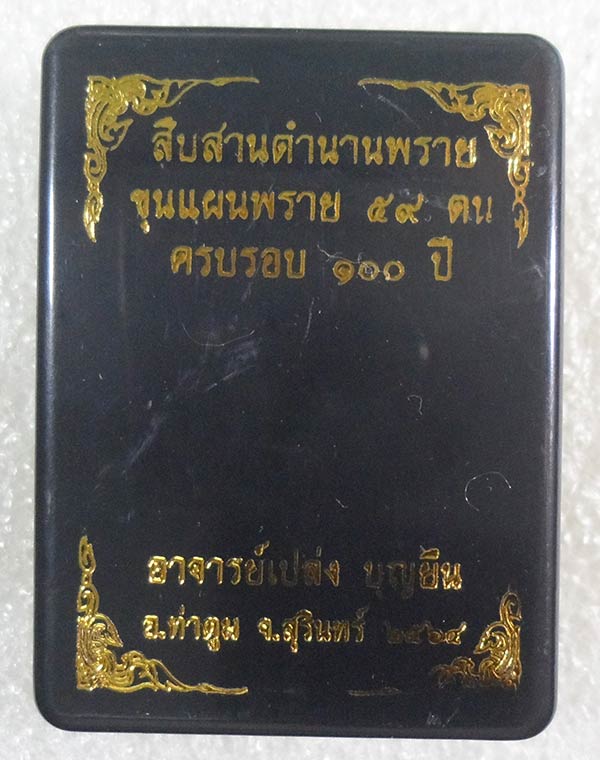 สืบสานตำนานพราย
ขุนแผนพราย ๕๙ ตน
ครบรอบ ๑๐๐ ปี
อาจารย์เปล่ง บุญยืน
อ.ท่าตูม จ.สุรินทร์ ๒๕๖๔